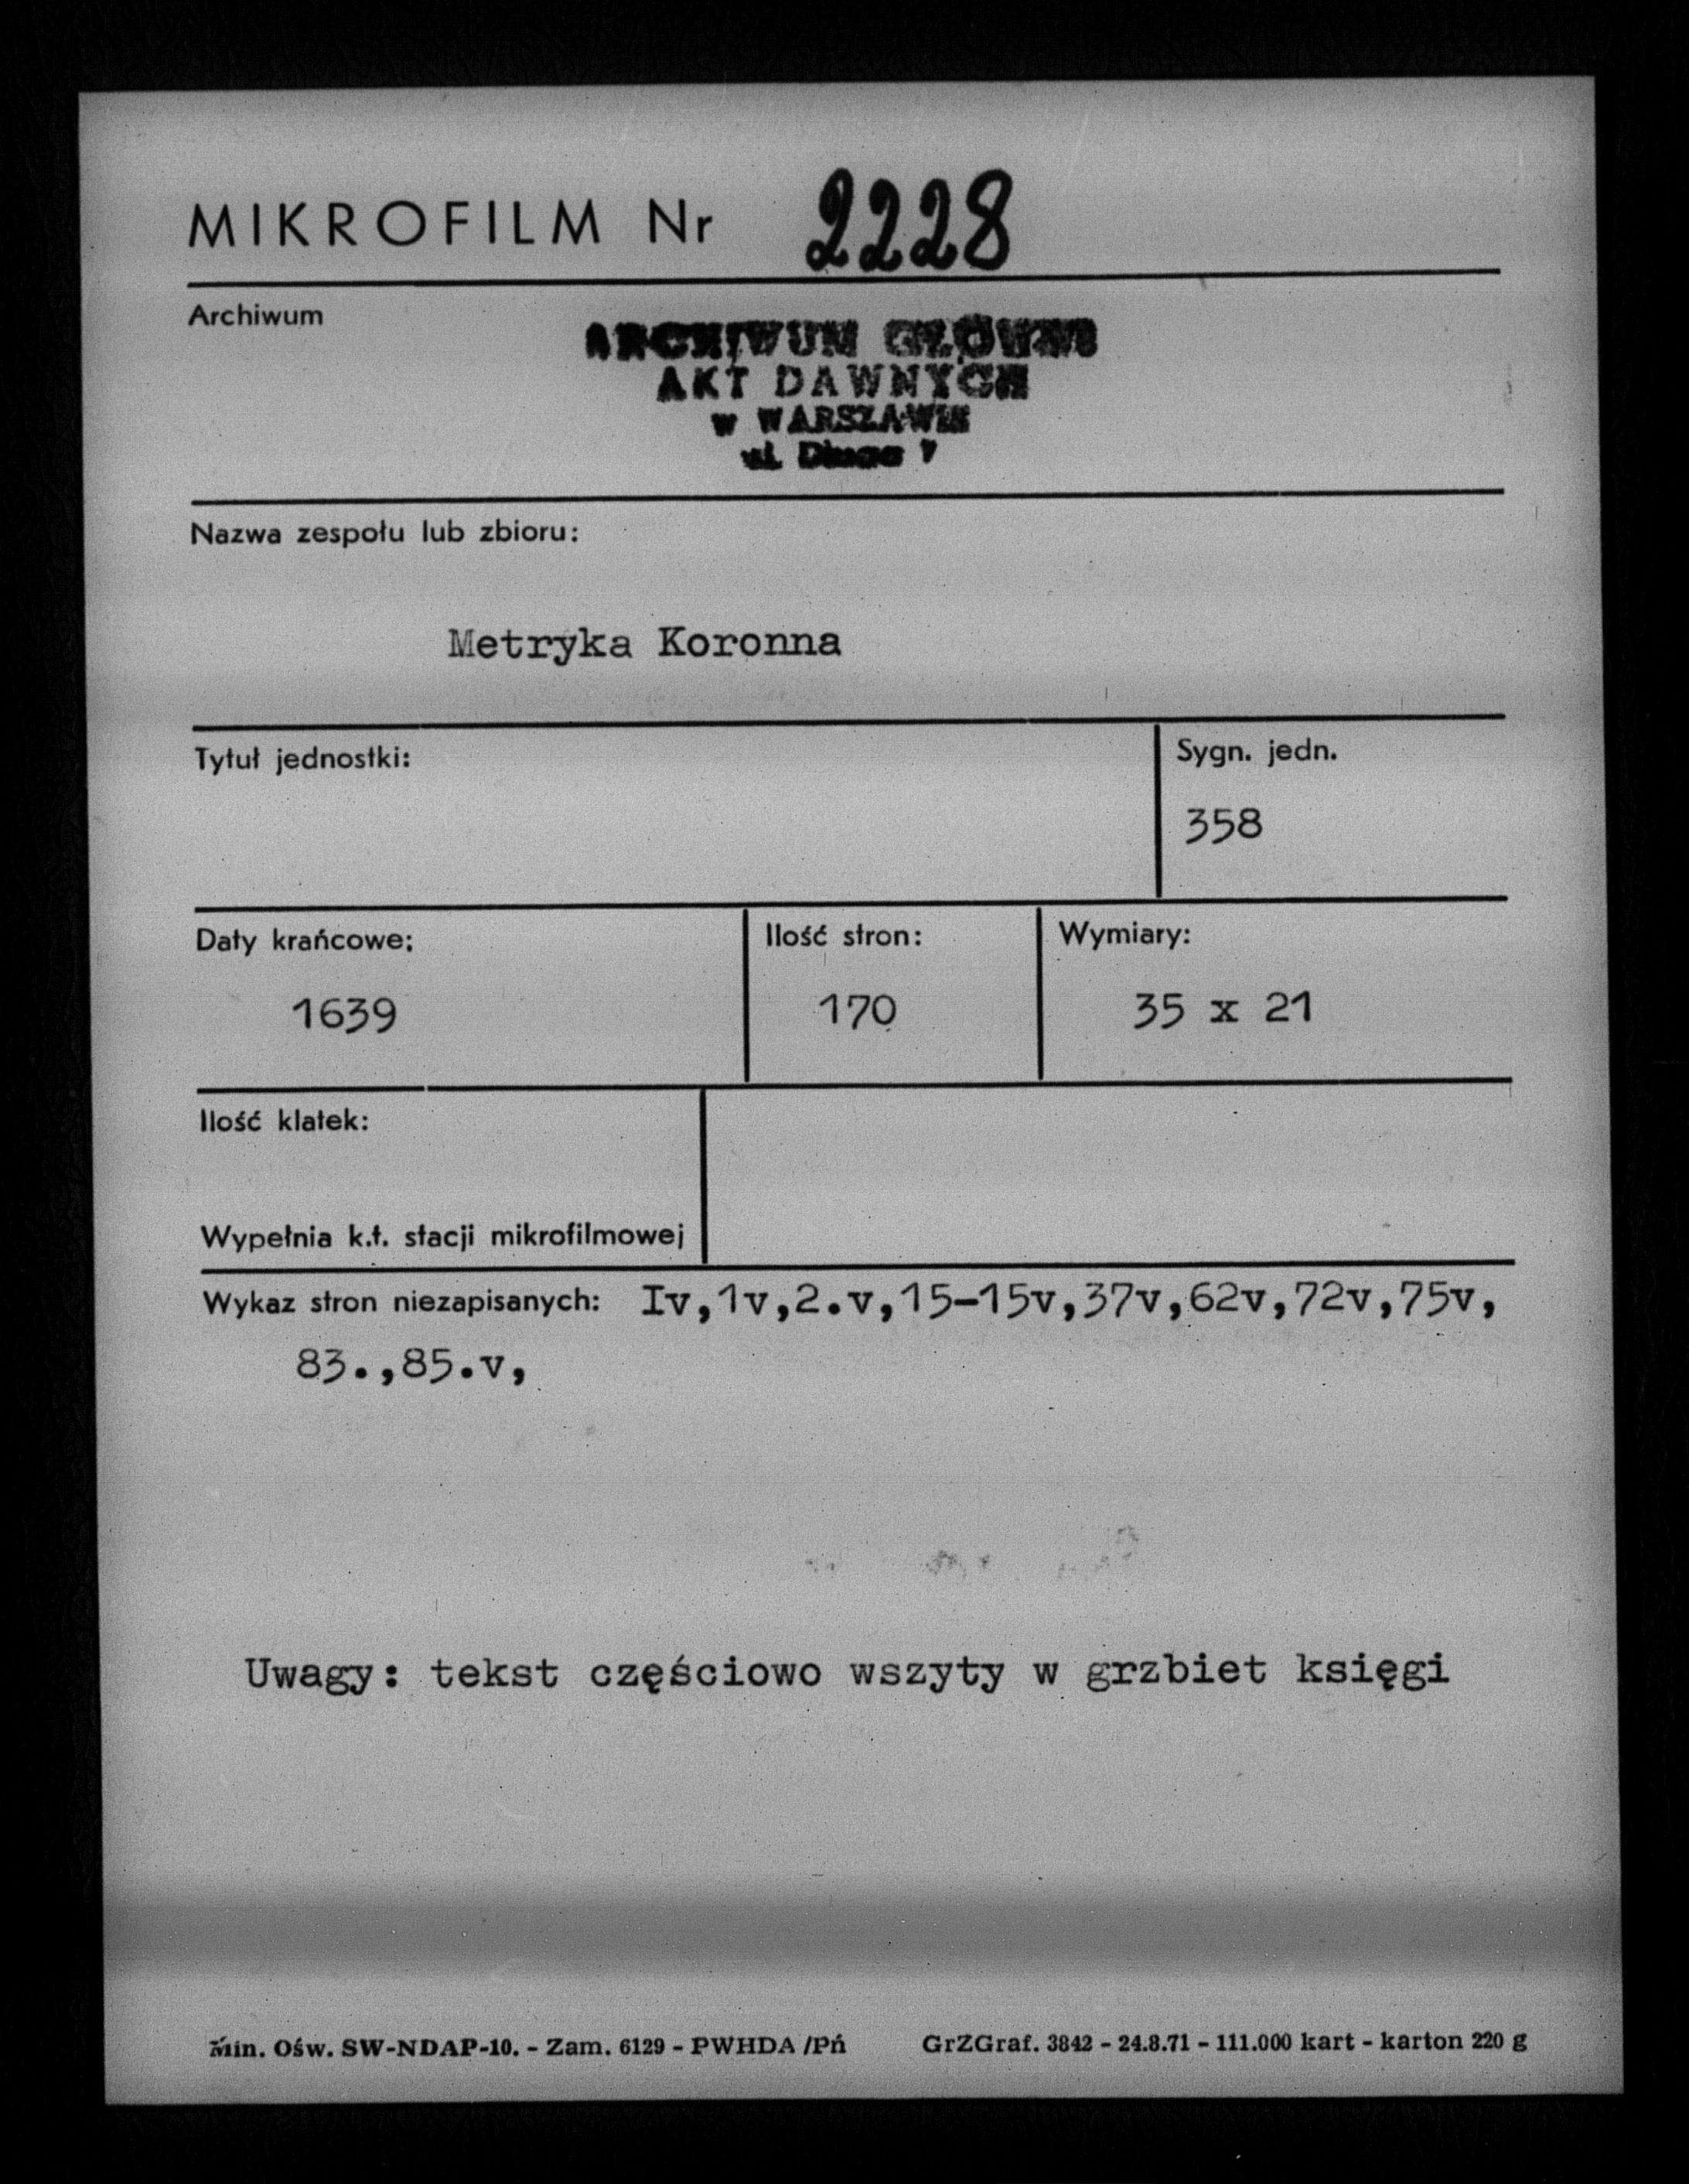 MIKROFILM Nr 2228
Archiwum
ARCHIWUM GŁÓWNE
AKT DAWNYCH
w WARSZAWIE
ul. Długa 7
Nazwa zespołu lub zbioru:
Metryka Koronna
Tytuł jednostki:
Sygn. jedn.
358
Daty krańcowe:
1639
Ilość stron:
170
Wymiary:
35 x 21
Ilość klatek:
Wypełnia k.t. stacji mikrofilmowej
Wykaz stron niezapisanych: Iv,1v,2.v,15-15v,37v,62v,72v,75v,
83.,85.v,
Uwagy: tekst częściowo wszyty w grzbiet księgi
Min. Ośw. SW-NDAP-10. - Zam. 6129 - PWHDA /Pń GrZGraf. 3842 - 24.8.71 - 111.000 kart - karton 220 g